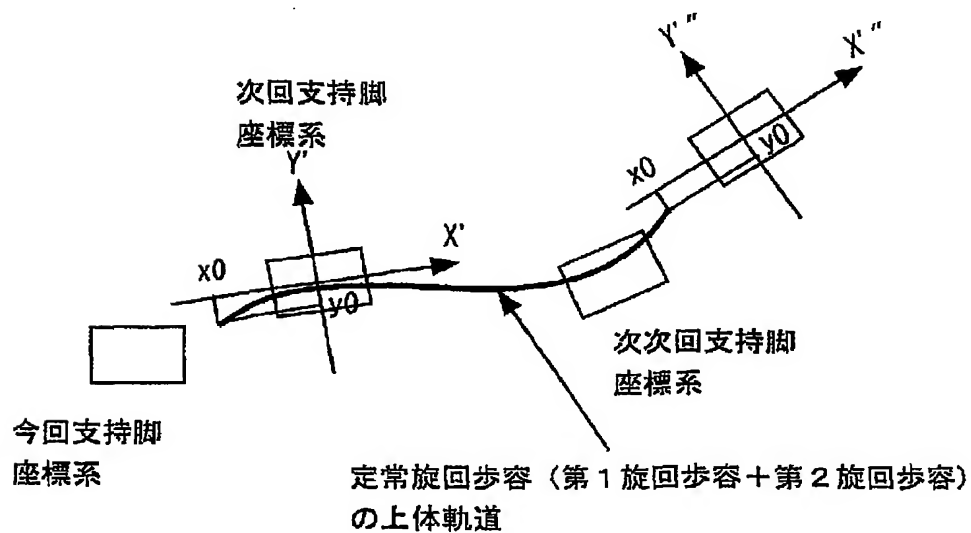 Y'"
X'"
次回支持脚
座標系
Y'
y0
x0
X'
x0
y0
次次回支持脚
座標系
今回支持脚
座標系
定常旋回歩容（第１旋回歩容＋第２旋回歩容）
の上体軌道